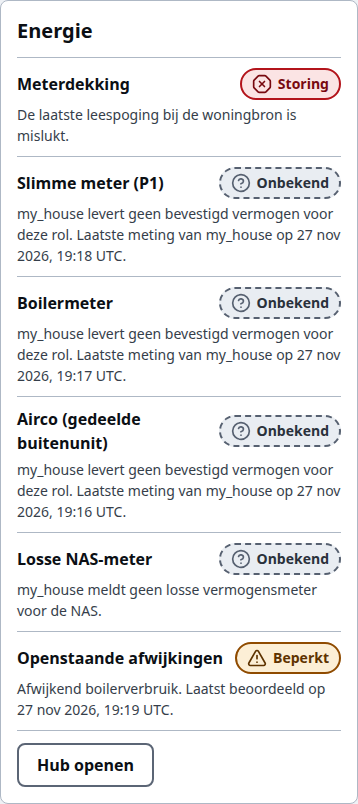 Energie
Meterdekking
Storing
De laatste leespoging bij de woningbron is
mislukt.
Slimme meter (P1)
Onbekend
my_house levert geen bevestigd vermogen voor
deze rol. Laatste meting van my_house op 27 nov
2026, 19:18 UTC.
Boilermeter
Onbekend
my_house levert geen bevestigd vermogen voor
deze rol. Laatste meting van my_house op 27 nov
2026, 19:17 UTC.
Airco (gedeelde
buitenunit)
Onbekend
my_house levert geen bevestigd vermogen voor
deze rol. Laatste meting van my_house op 27 nov
2026, 19:16 UTC.
Losse NAS-meter
Onbekend
my_house meldt geen losse vermogensmeter
voor de NAS.
Openstaande afwijkingen
Beperkt
Afwijkend boilerverbruik. Laatst beoordeeld op
27 nov 2026, 19:19 UTC.
Hub openen